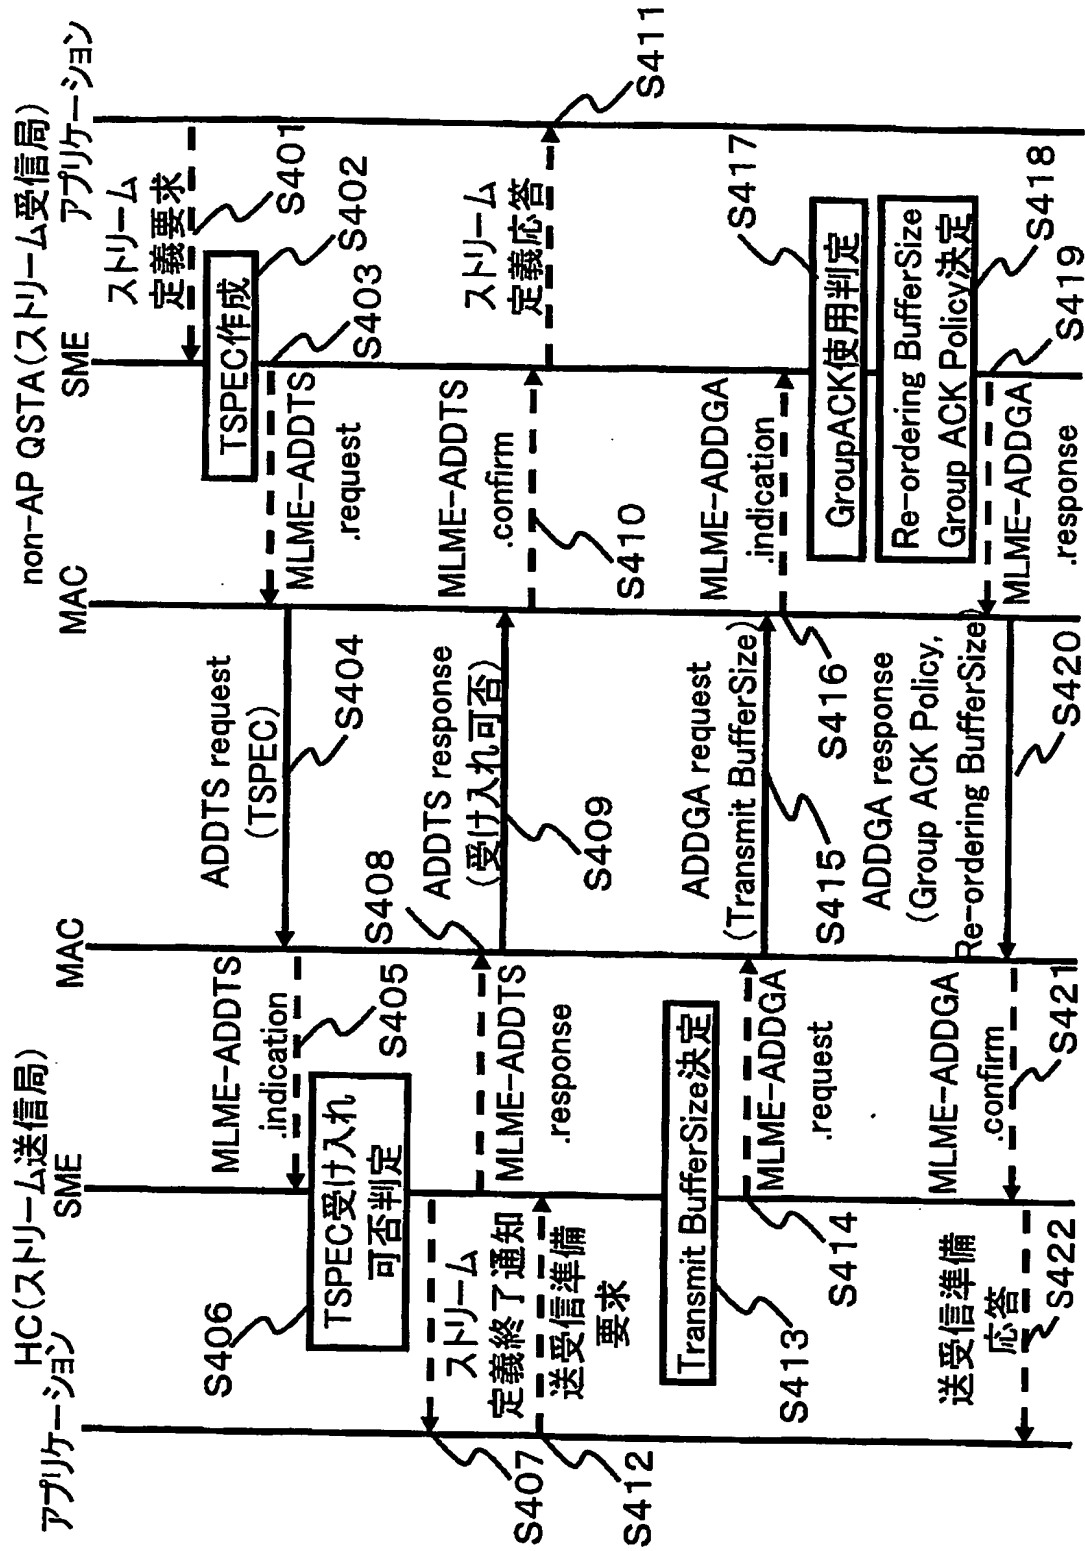 HC(ストリーム送信局)
non-AP QSTA(ストリーム受信局)
アプリケーション
SME
MAC
MAC
SME
アプリケーション
ストリーム
定義要求
S401
TSPEC作成
S402
S403
MLME-ADDTS
.request
ADDTS request
(TSPEC)
S404
MLME-ADDTS
.indication
S405
TSPEC受け入れ
可否判定
S406
ストリーム
定義終了通知
S407
S408
MLME-ADDTS
.response
ADDTS response
(受け入れ可否)
S409
MLME-ADDTS
.confirm
S410
ストリーム
定義応答
S411
送受信準備
要求
S412
Transmit BufferSize決定
S413
S414
MLME-ADDGA
.request
ADDGA request
(Transmit BufferSize)
S415
MLME-ADDGA
.indication
S416
GroupACK使用判定
S417
Re-ordering BufferSize
Group ACK Policy決定
S418
S419
MLME-ADDGA
.response
ADDGA response
(Group ACK Policy,
Re-ordering BufferSize)
S420
MLME-ADDGA
.confirm
S421
送受信準備
応答
S422